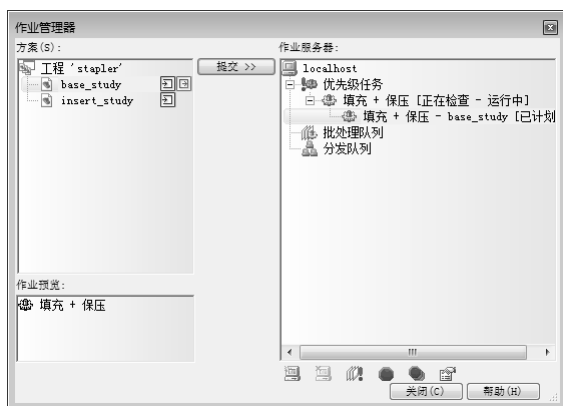 作业管理器
方案(S):
工程 'stapler'
base_study
insert_study
提交 >>
作业服务器:
localhost
优先级任务
填充 + 保压 [正在检查 - 运行中]
填充 + 保压 - base_study [已计划
批处理队列
分发队列
作业预览:
填充 + 保压
关闭(C)
帮助(H)